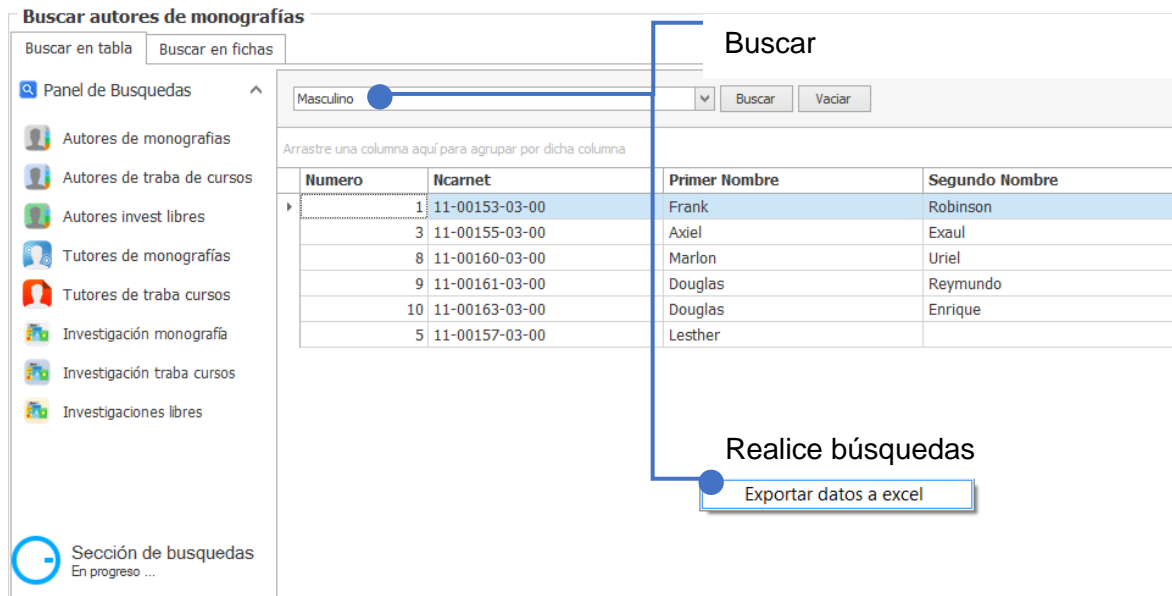 Buscar autores de monografías
Buscar
Buscar en tabla Buscar en fichas
Panel de Busquedas
Autores de monografias
Autores de traba de cursos
Autores invest libres
Tutores de monografías
Tutores de traba cursos
Investigación monografía
Investigación traba cursos
Investigaciones libres
Sección de busquedas
En progreso ...
Masculino Buscar Vaciar
Arrastre una columna aquí para agrupar por dicha columna
Numero Ncarnet Primer Nombre Segundo Nombre
1 11-00153-03-00 Frank Robinson
3 11-00155-03-00 Axiel Exaul
8 11-00160-03-00 Marlon Uriel
9 11-00161-03-00 Douglas Reymundo
10 11-00163-03-00 Douglas Enrique
5 11-00157-03-00 Lesther
Realice búsquedas
Exportar datos a excel